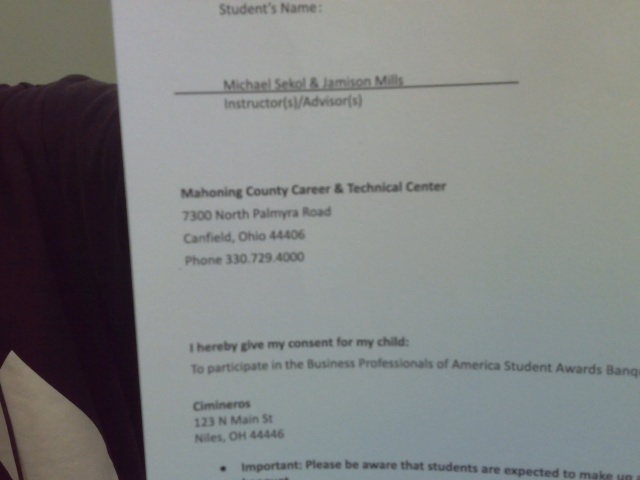 Student's Name:
Michael Sekol & Jamison Mills
Instructor(s)/Advisor(s)
Mahoning County Career & Technical Center
7300 North Palmyra Road
Canfield, Ohio 44406
Phone 330.729.4000
I hereby give my consent for my child:
To participate in the Business Professionals of America Student Awards Banq
Cimineros
123 N Main St
Niles, OH 44446
• Important: Please be aware that students are expected to make up